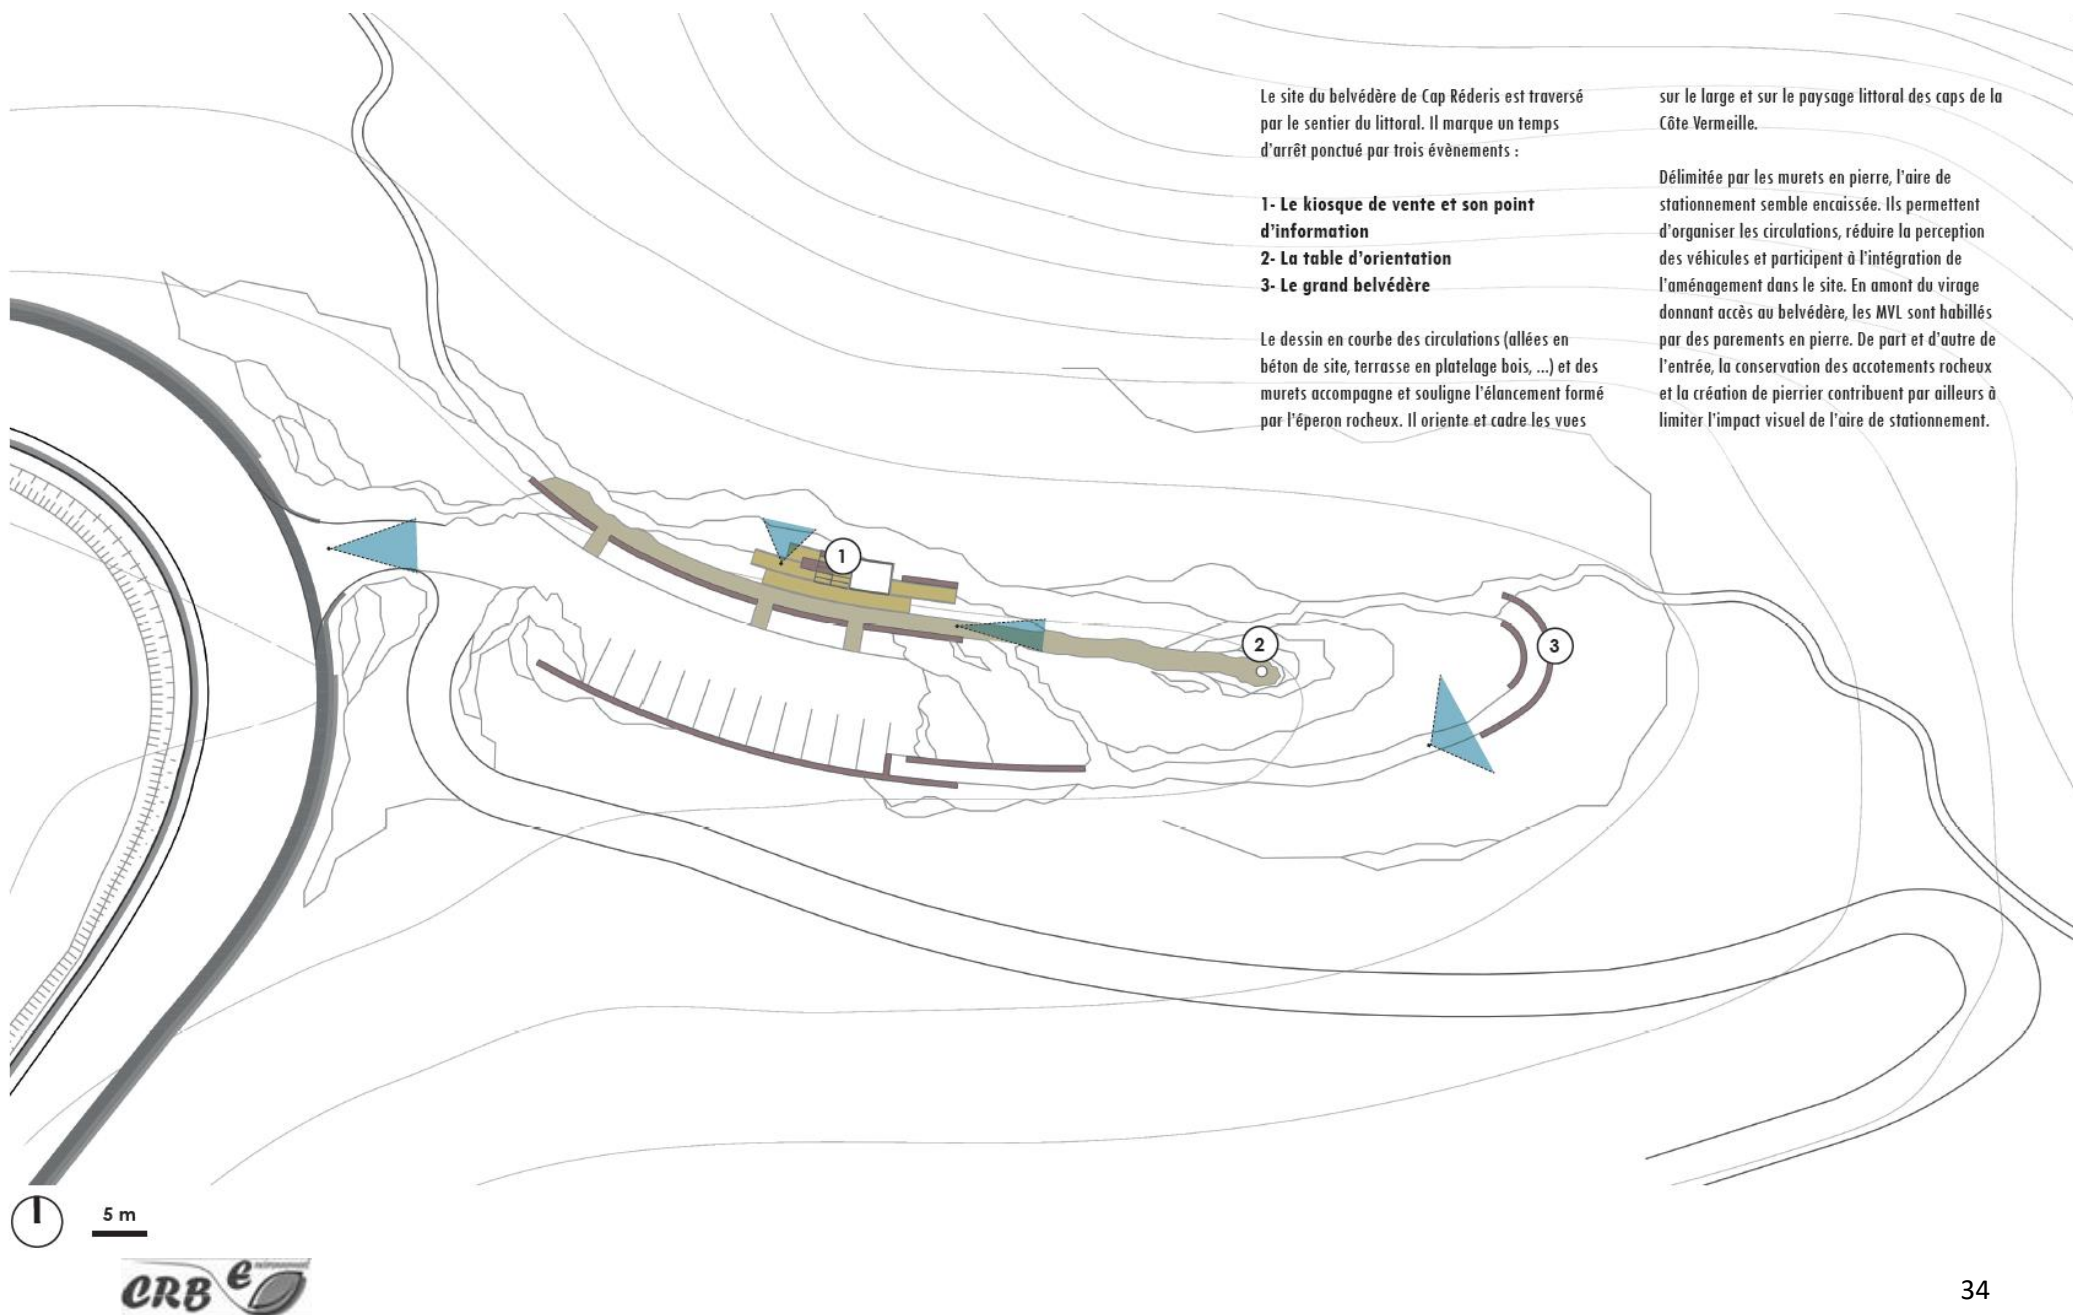 Le site du belvédère de Cap Réderis est traversé
par le sentier du littoral. Il marque un temps
d'arrêt ponctué par trois évènements :
1- Le kiosque de vente et son point
d'information
2- La table d'orientation
3- Le grand belvédère
Le dessin en courbe des circulations (allées en
béton de site, terrasse en platelage bois, ...) et des
murets accompagne et souligne l'élancement formé
par l'éperon rocheux. Il oriente et cadre les vues
sur le large et sur le paysage littoral des caps de la
Côte Vermeille.
Délimitée par les murets en pierre, l'aire de
stationnement semble encaissée. Ils permettent
d'organiser les circulations, réduire la perception
des véhicules et participent à l'intégration de
l'aménagement dans le site. En amont du virage
donnant accès au belvédère, les MVL sont habillés
par des parements en pierre. De part et d'autre de
l'entrée, la conservation des accotements rocheux
et la création de pierrier contribuent par ailleurs à
limiter l'impact visuel de l'aire de stationnement.
1
2
3
5 m
CRB environnement
34